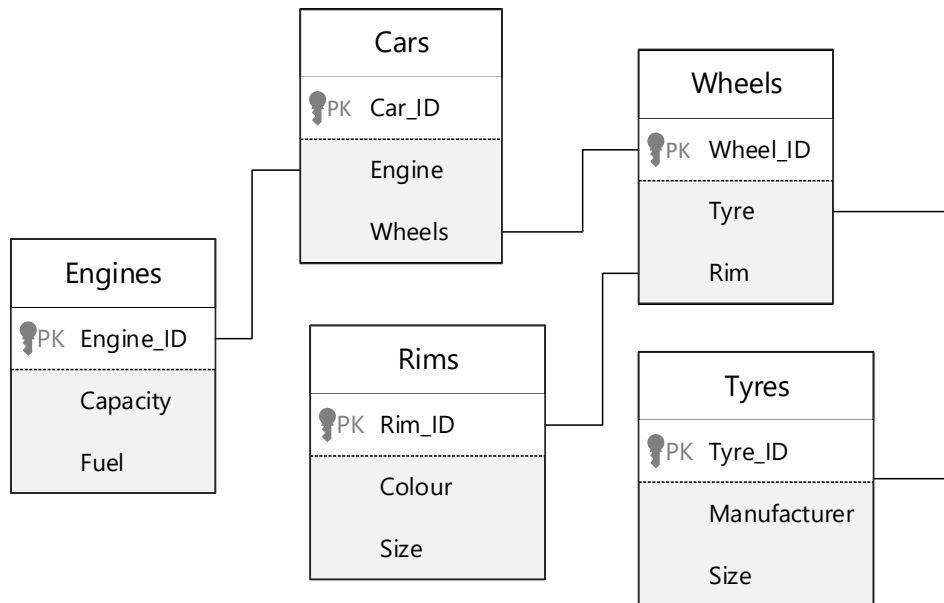 Cars
PK Car_ID
Engine
Wheels
Wheels
PK Wheel_ID
Tyre
Rim
Engines
PK Engine_ID
Capacity
Fuel
Rims
PK Rim_ID
Colour
Size
Tyres
PK Tyre_ID
Manufacturer
Size